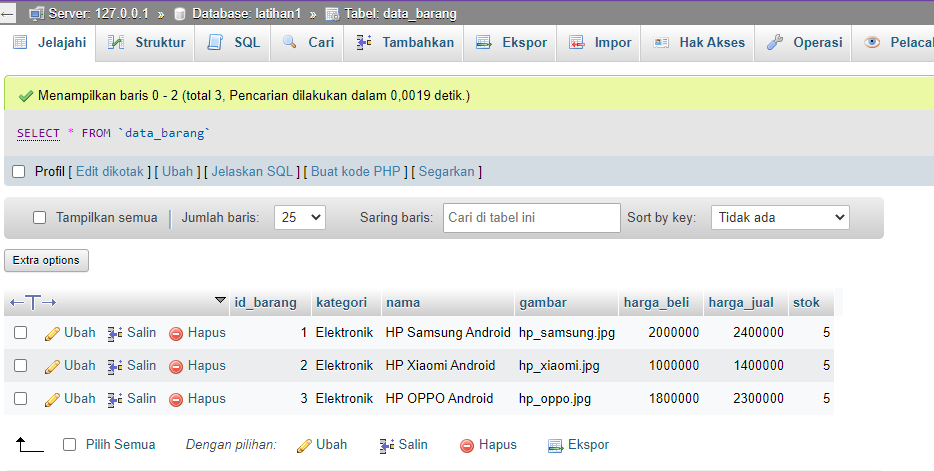 Server: 127.0.0.1 » Database: latihan1 » Tabel: data_barang
Jelajahi Struktur SQL Cari Tambahkan Ekspor Impor Hak Akses Operasi Pelacal
Menampilkan baris 0 - 2 (total 3, Pencarian dilakukan dalam 0,0019 detik.)
SELECT * FROM `data_barang`
Profil [ Edit dikotak ] [ Ubah ] [ Jelaskan SQL ] [ Buat kode PHP ] [ Segarkan ]
Tampilkan semua | Jumlah baris: 25 Saring baris: Cari di tabel ini Sort by key: Tidak ada
Extra options
←T→ id_barang kategori nama gambar harga_beli harga_jual stok
Ubah Salin Hapus 1 Elektronik HP Samsung Android hp_samsung.jpg 2000000 2400000 5
Ubah Salin Hapus 2 Elektronik HP Xiaomi Android hp_xiaomi.jpg 1000000 1400000 5
Ubah Salin Hapus 3 Elektronik HP OPPO Android hp_oppo.jpg 1800000 2300000 5
Pilih Semua Dengan pilihan: Ubah Salin Hapus Ekspor